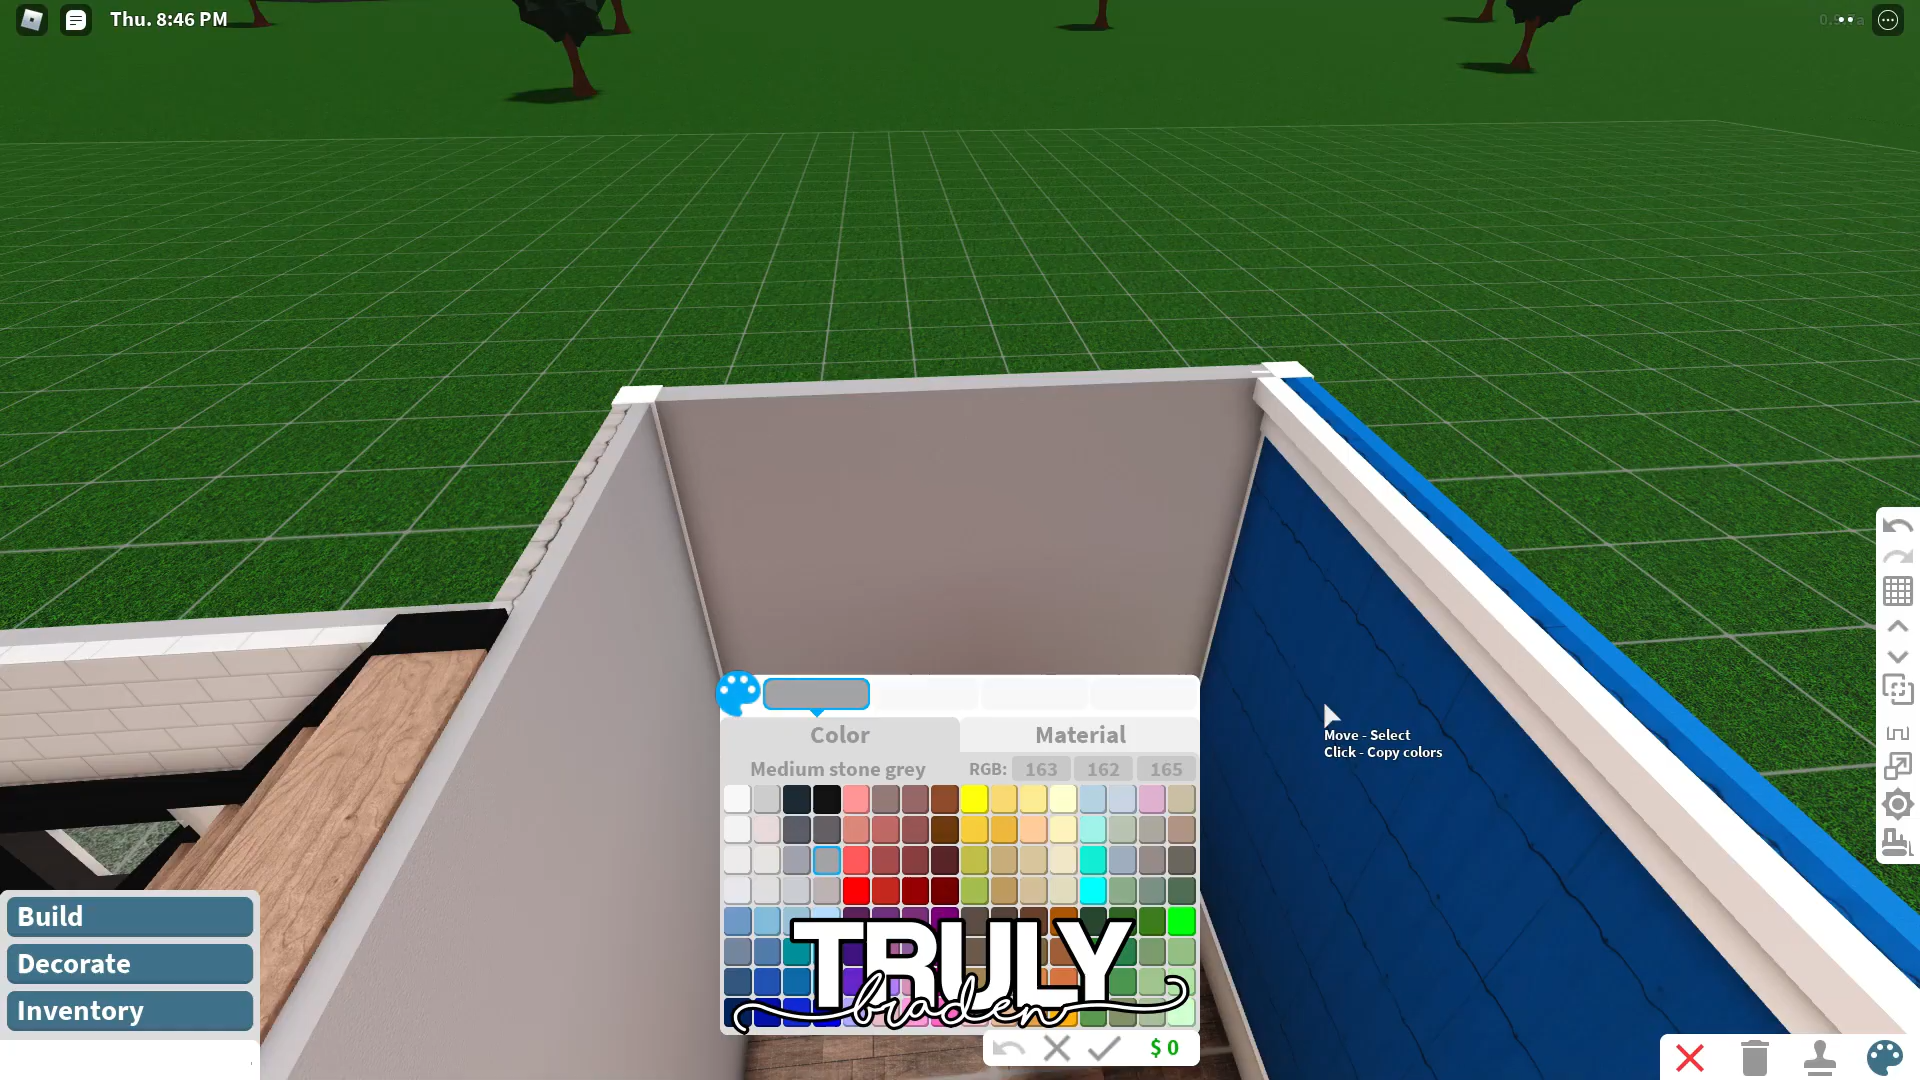 Thu. 8:46 PM
Color
Material
Medium stone grey
RGB: 163 162 165
Move - Select
Click - Copy colors
Build
Decorate
Inventory
TRULY
braden
$ 0